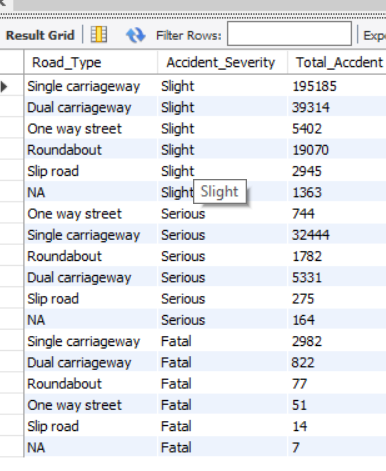 Result Grid Filter Rows: Expo
Road_Type Accident_Severity Total_Accdent
Single carriageway Slight 195185
Dual carriageway Slight 39314
One way street Slight 5402
Roundabout Slight 19070
Slip road Slight 2945
NA Slight Slight 1363
One way street Serious 744
Single carriageway Serious 32444
Roundabout Serious 1782
Dual carriageway Serious 5331
Slip road Serious 275
NA Serious 164
Single carriageway Fatal 2982
Dual carriageway Fatal 822
Roundabout Fatal 77
One way street Fatal 51
Slip road Fatal 14
NA Fatal 7